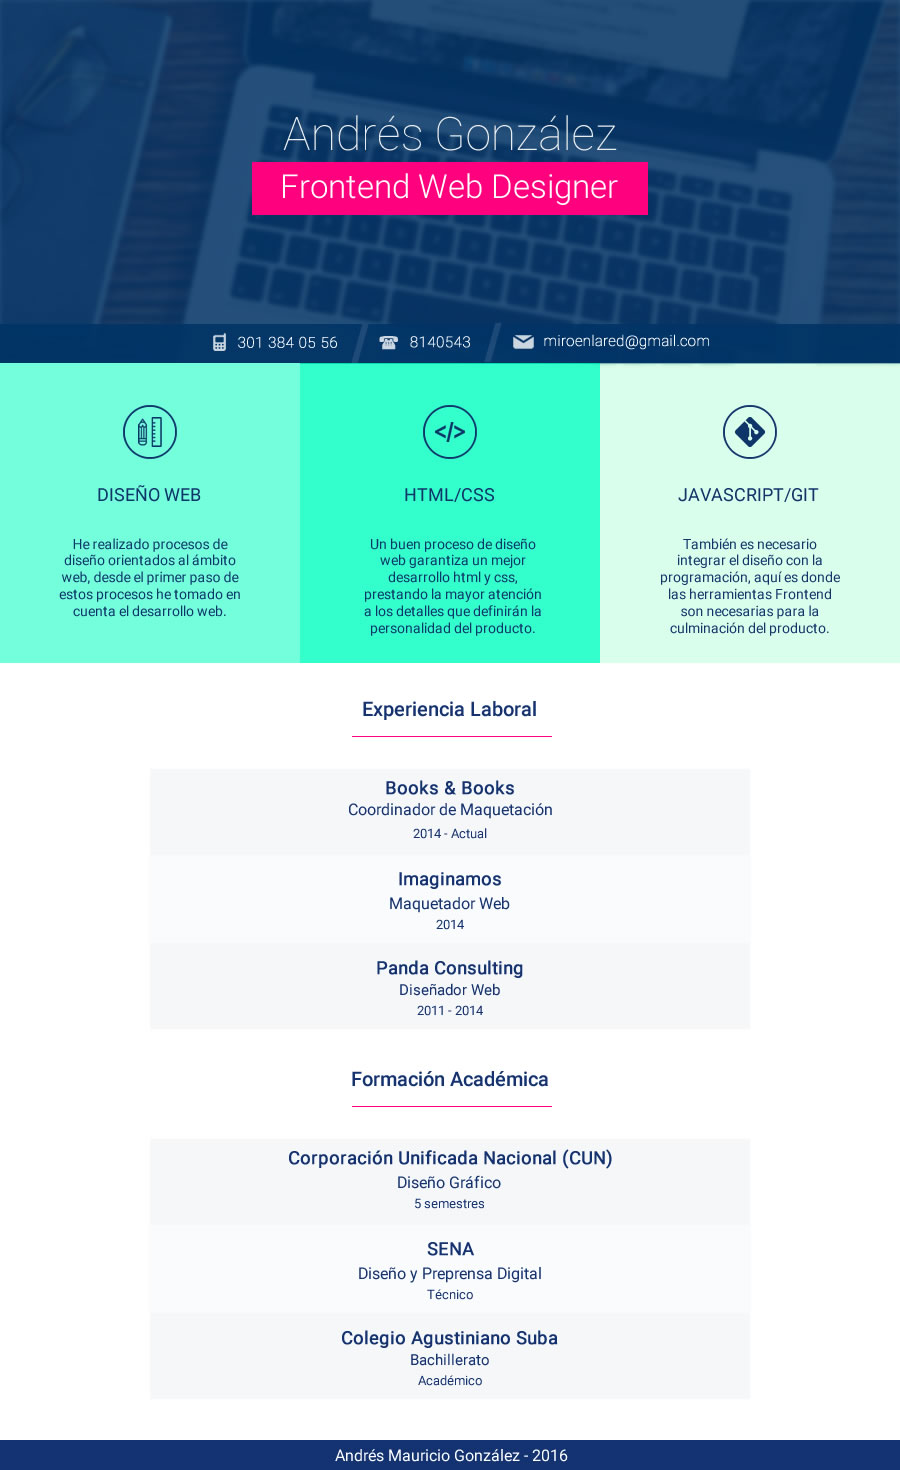 Andrés González
Frontend Web Designer
301 384 05 56
8140543
miroenlared@gmail.com
</>
DISEÑO WEB
He realizado procesos de
diseño orientados al ámbito
web, desde el primer paso de
estos procesos he tomado en
cuenta el desarrollo web.
HTML/CSS
Un buen proceso de diseño
web garantiza un mejor
desarrollo html y css,
prestando la mayor atención
a los detalles que definirán la
personalidad del producto.
JAVASCRIPT/GIT
También es necesario
integrar el diseño con la
programación, aquí es donde
las herramientas Frontend
son necesarias para la
culminación del producto.
Experiencia Laboral
Books & Books
Coordinador de Maquetación
2014 - Actual
Imaginamos
Maquetador Web
2014
Panda Consulting
Diseñador Web
2011 - 2014
Formación Académica
Corporación Unificada Nacional (CUN)
Diseño Gráfico
5 semestres
SENA
Diseño y Preprensa Digital
Técnico
Colegio Agustiniano Suba
Bachillerato
Académico
Andrés Mauricio González - 2016